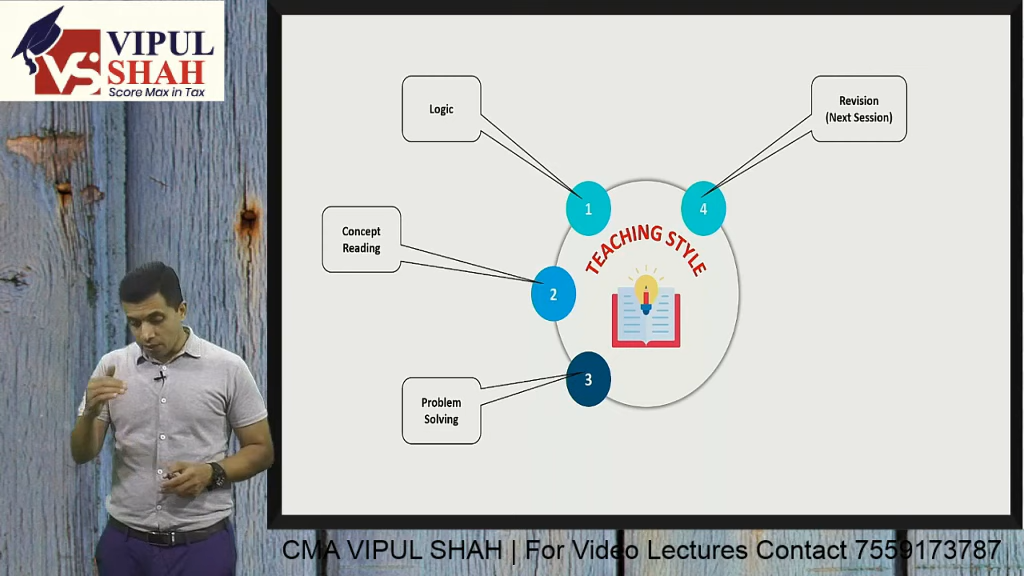 VIPUL
SHAH
VS
Score Max in Tax
Logic
Revision
(Next Session)
Concept
Reading
Problem
Solving
1
2
3
4
TEACHING STYLE
CMA VIPUL SHAH | For Video Lectures Contact 7559173787